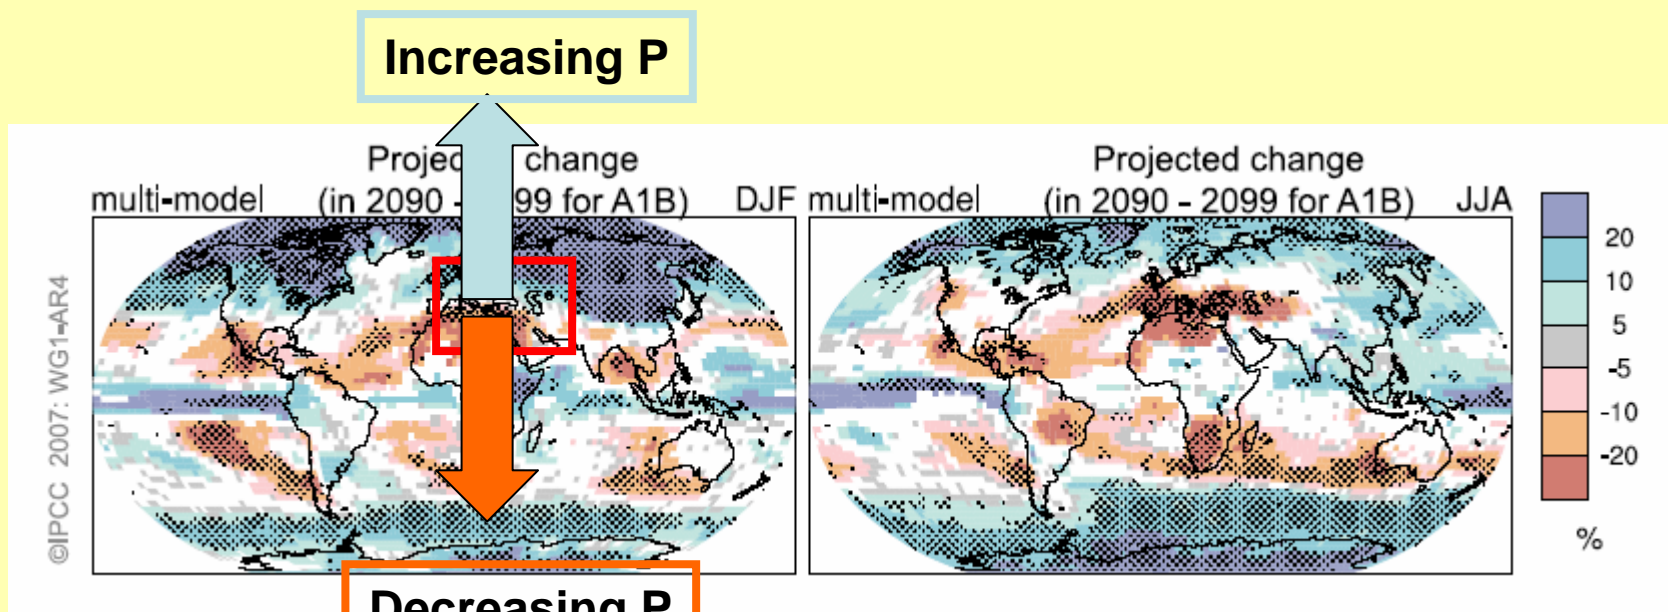 Increasing P
Projec change
multi-model (in 2090 - 99 for A1B) DJF
Projected change
multi-model (in 2090 - 2099 for A1B) JJA
20
10
5
-5
-10
-20
%
©IPCC 2007: WG1-AR4
Decreasing P